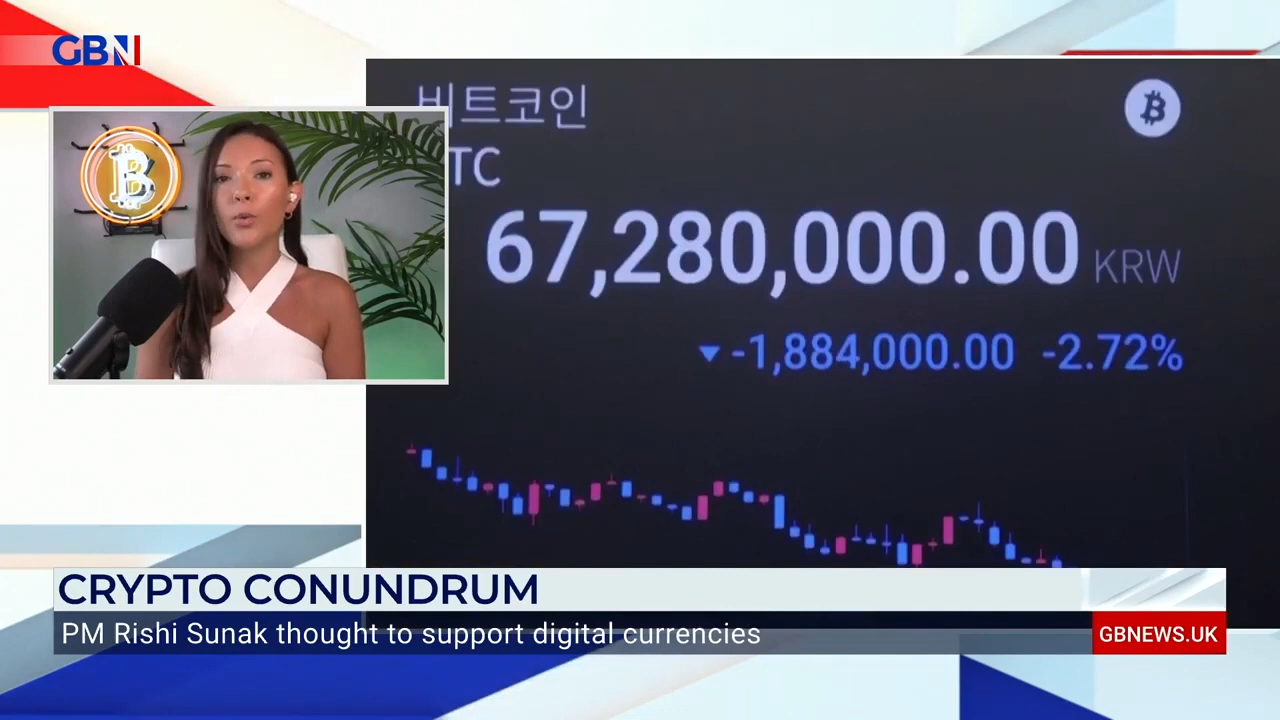 GBN
비트코인
TC
67,280,000.00 KRW
▼ -1,884,000.00 -2.72%
CRYPTO CONUNDRUM
PM Rishi Sunak thought to support digital currencies
GBNEWS.UK